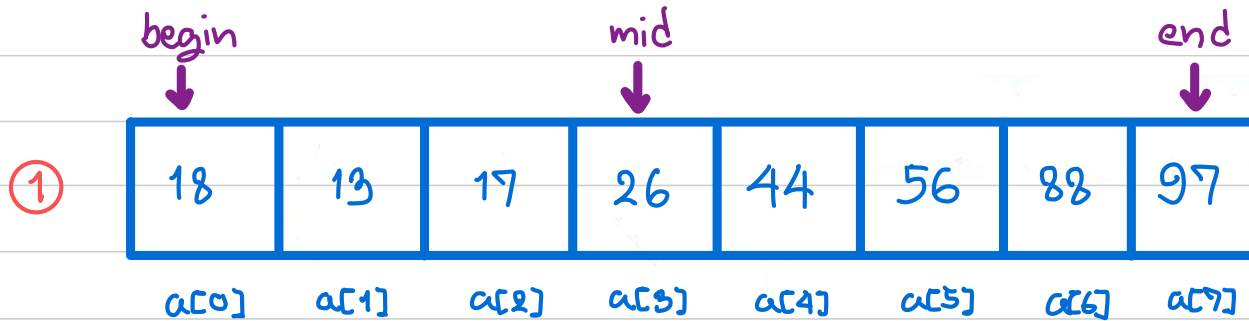 begin mid end
① 18 13 17 26 44 56 88 97
a[0] a[1] a[2] a[3] a[4] a[5] a[6] a[7]